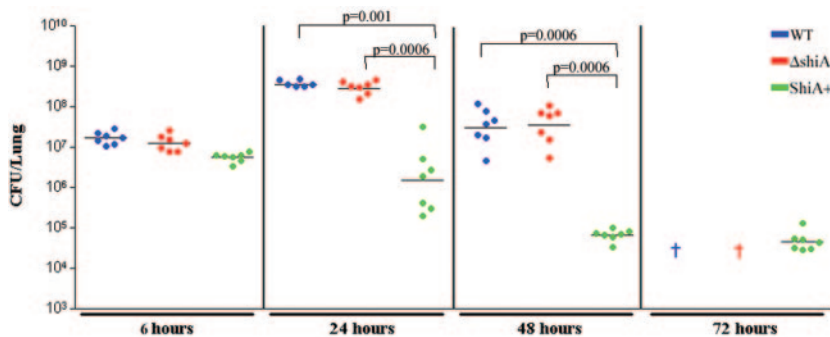 10¹⁰
p=0.001
p=0.0006
WT
10⁹
p=0.0006
p=0.0006
ΔshiA
10⁸
ShiA+
10⁷
CFU/Lung
10⁶
10⁵
10⁴
† †
10³
6 hours 24 hours 48 hours 72 hours